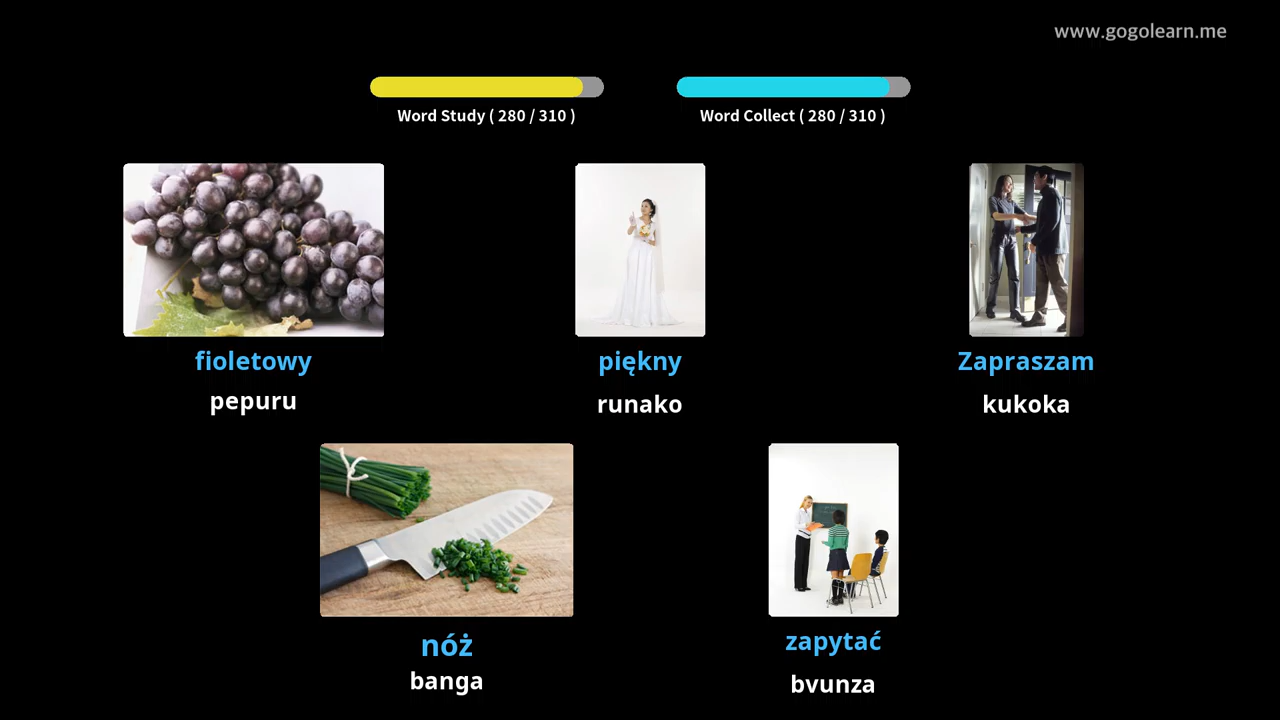 www.gogolearn.me
Word Study ( 280 / 310 )
Word Collect ( 280 / 310 )
fioletowy
pepuru
piękny
runako
Zapraszam
kukoka
nóż
banga
zapytać
bvunza